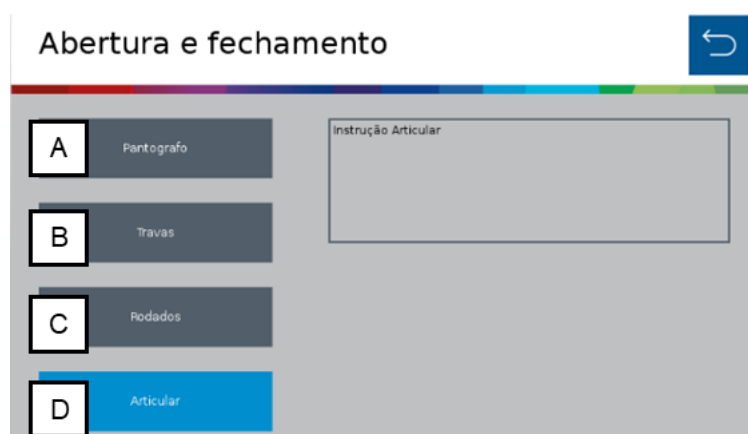 Abertura e fechamento
A
Pantografo
Instrução Articular
B
Travas
C
Rodados
D
Articular